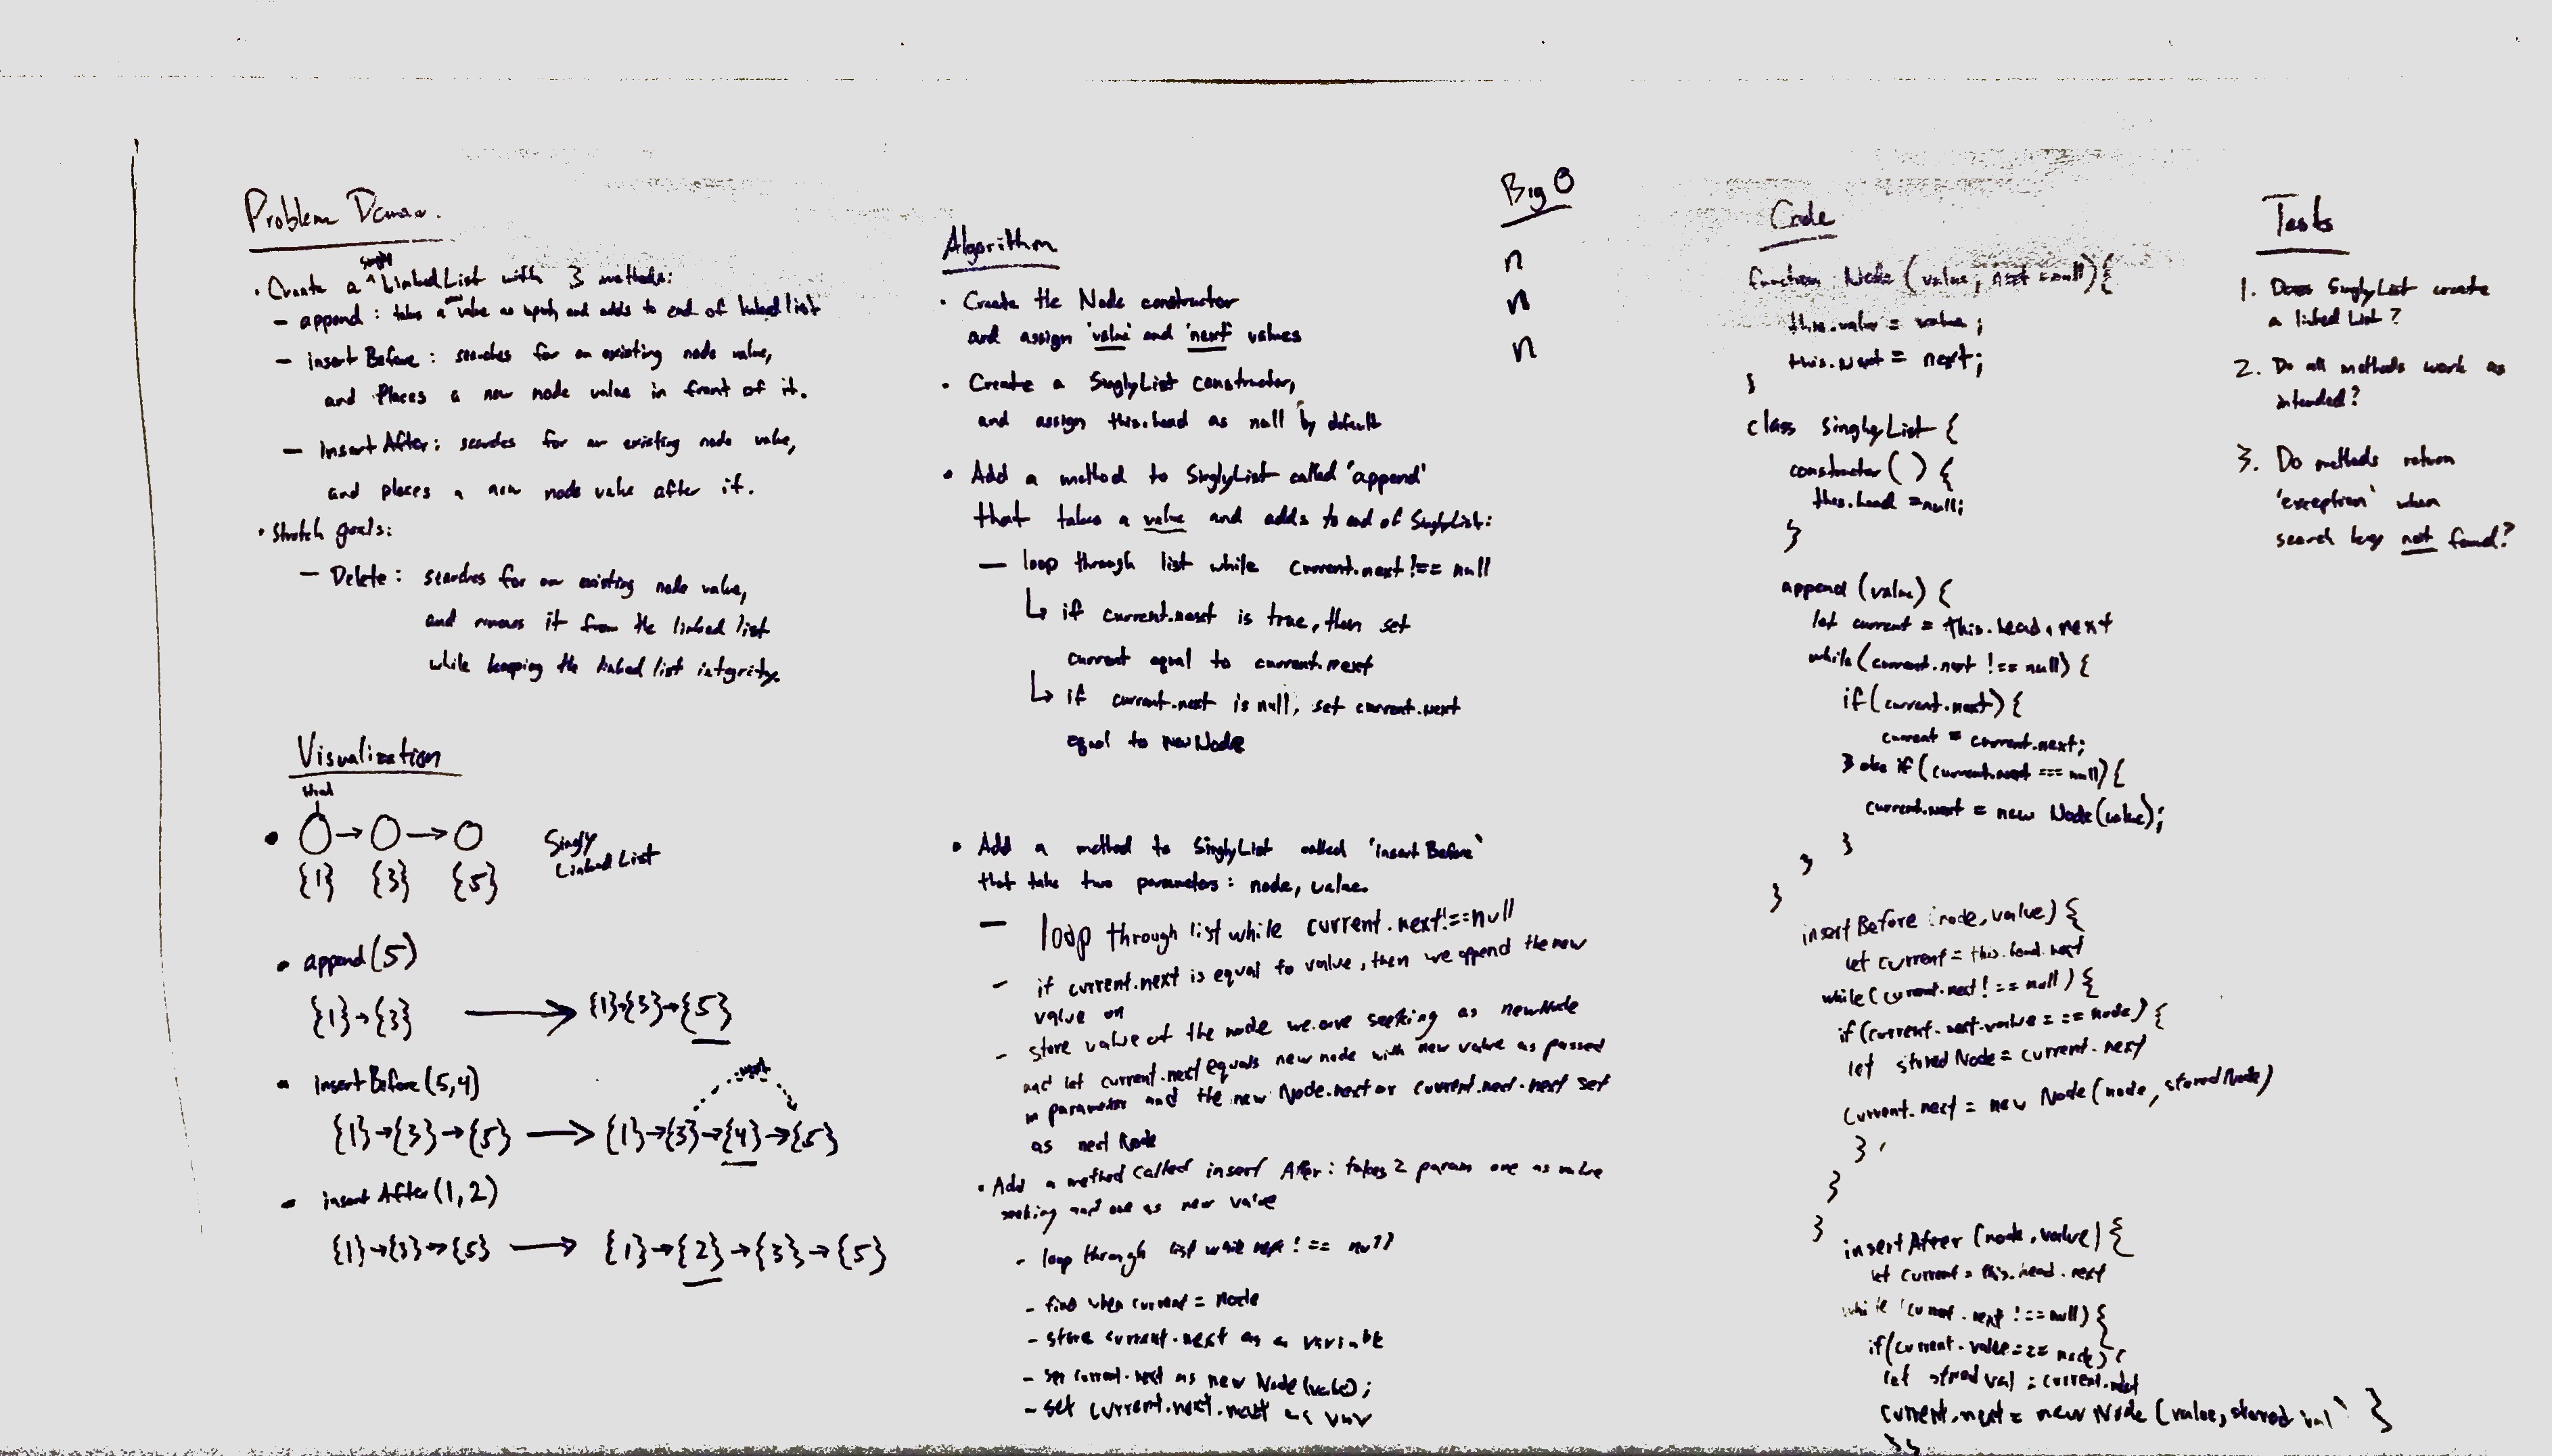 Problem Domain.
• Create a singly LinkedList with 3 methods:
- append : takes a new value as input, and adds to end of linked list
- insert Before : searches for an existing node value,
and Places a new node value in front of it.
- insert After : searches for an existing node value,
and places a new node value after it.
• Stretch goals:
- Delete : searches for an existing node value,
and removes it from the linked list
while keeping the linked list integrity.
Visualization
Head
• O → O → O
{1} {3} {5}
Singly
Linked List
• append (5)
{1} → {3} ⟶ {1}→{3}→{5}
• insert Before (5,4)
{1}→{3}→{5} ⟶ {1}→{3}→{4}→{5}
• insert After (1,2)
{1}→{3}→{5} ⟶ {1}→{2}→{3}→{5}
Algorithm
• Create the Node constructor
and assign 'value' and 'next' values
• Create a SinglyList constructor,
and assign this.head as null by default
• Add a method to SinglyList called 'append'
that takes a value and adds to end of SinglyList:
- loop through list while current.next !== null
↳ if current.next is true, then set
current equal to current.next
↳ if current.next is null, set current.next
equal to new Node
• Add a method to SinglyList called 'insert Before'
that take two parameters : node, value.
- loop through list while current.next !== null
- if current.next is equal to value, then we append the new
value on
- store value of the node we are seeking as newNode
and let current.next equals new node with new value as passed
in parameter and the new Node.next or current.next.next set
as next Node
• Add a method called insert After : takes 2 param one as value
seeking and one as new value
- loop through list while next !== null
- find when current = node
- store current.next as a variable
- set current.next as new Node (value);
- set current.next.next as var
Big O
n
n
n
Code
function Node (value, next = null) {
this.value = value ;
this.next = next;
}
class SinglyList {
constructor ( ) {
this.head = null;
}
append (value) {
let current = this.head.next
while (current.next !== null) {
if (current.next) {
current = current.next;
} else if (current.next === null) {
current.next = new Node (value);
}
}
}
insert Before (node, value) {
let current = this.head.next
while (current.next !== null) {
if (current.next.value === node) {
let stored Node = current.next
current.next = new Node (node, stored Node)
}
}
}
insert After (node, value) {
let current = this.head.next
while (current.next !== null) {
if (current.value === node) {
let stored val = current.next
current.next = new Node (value, stored val) }
}}
Tests
1. Does SinglyList create
a linked List ?
2. Do all methods work as
intended ?
3. Do methods return
'exception' when
search key not found ?